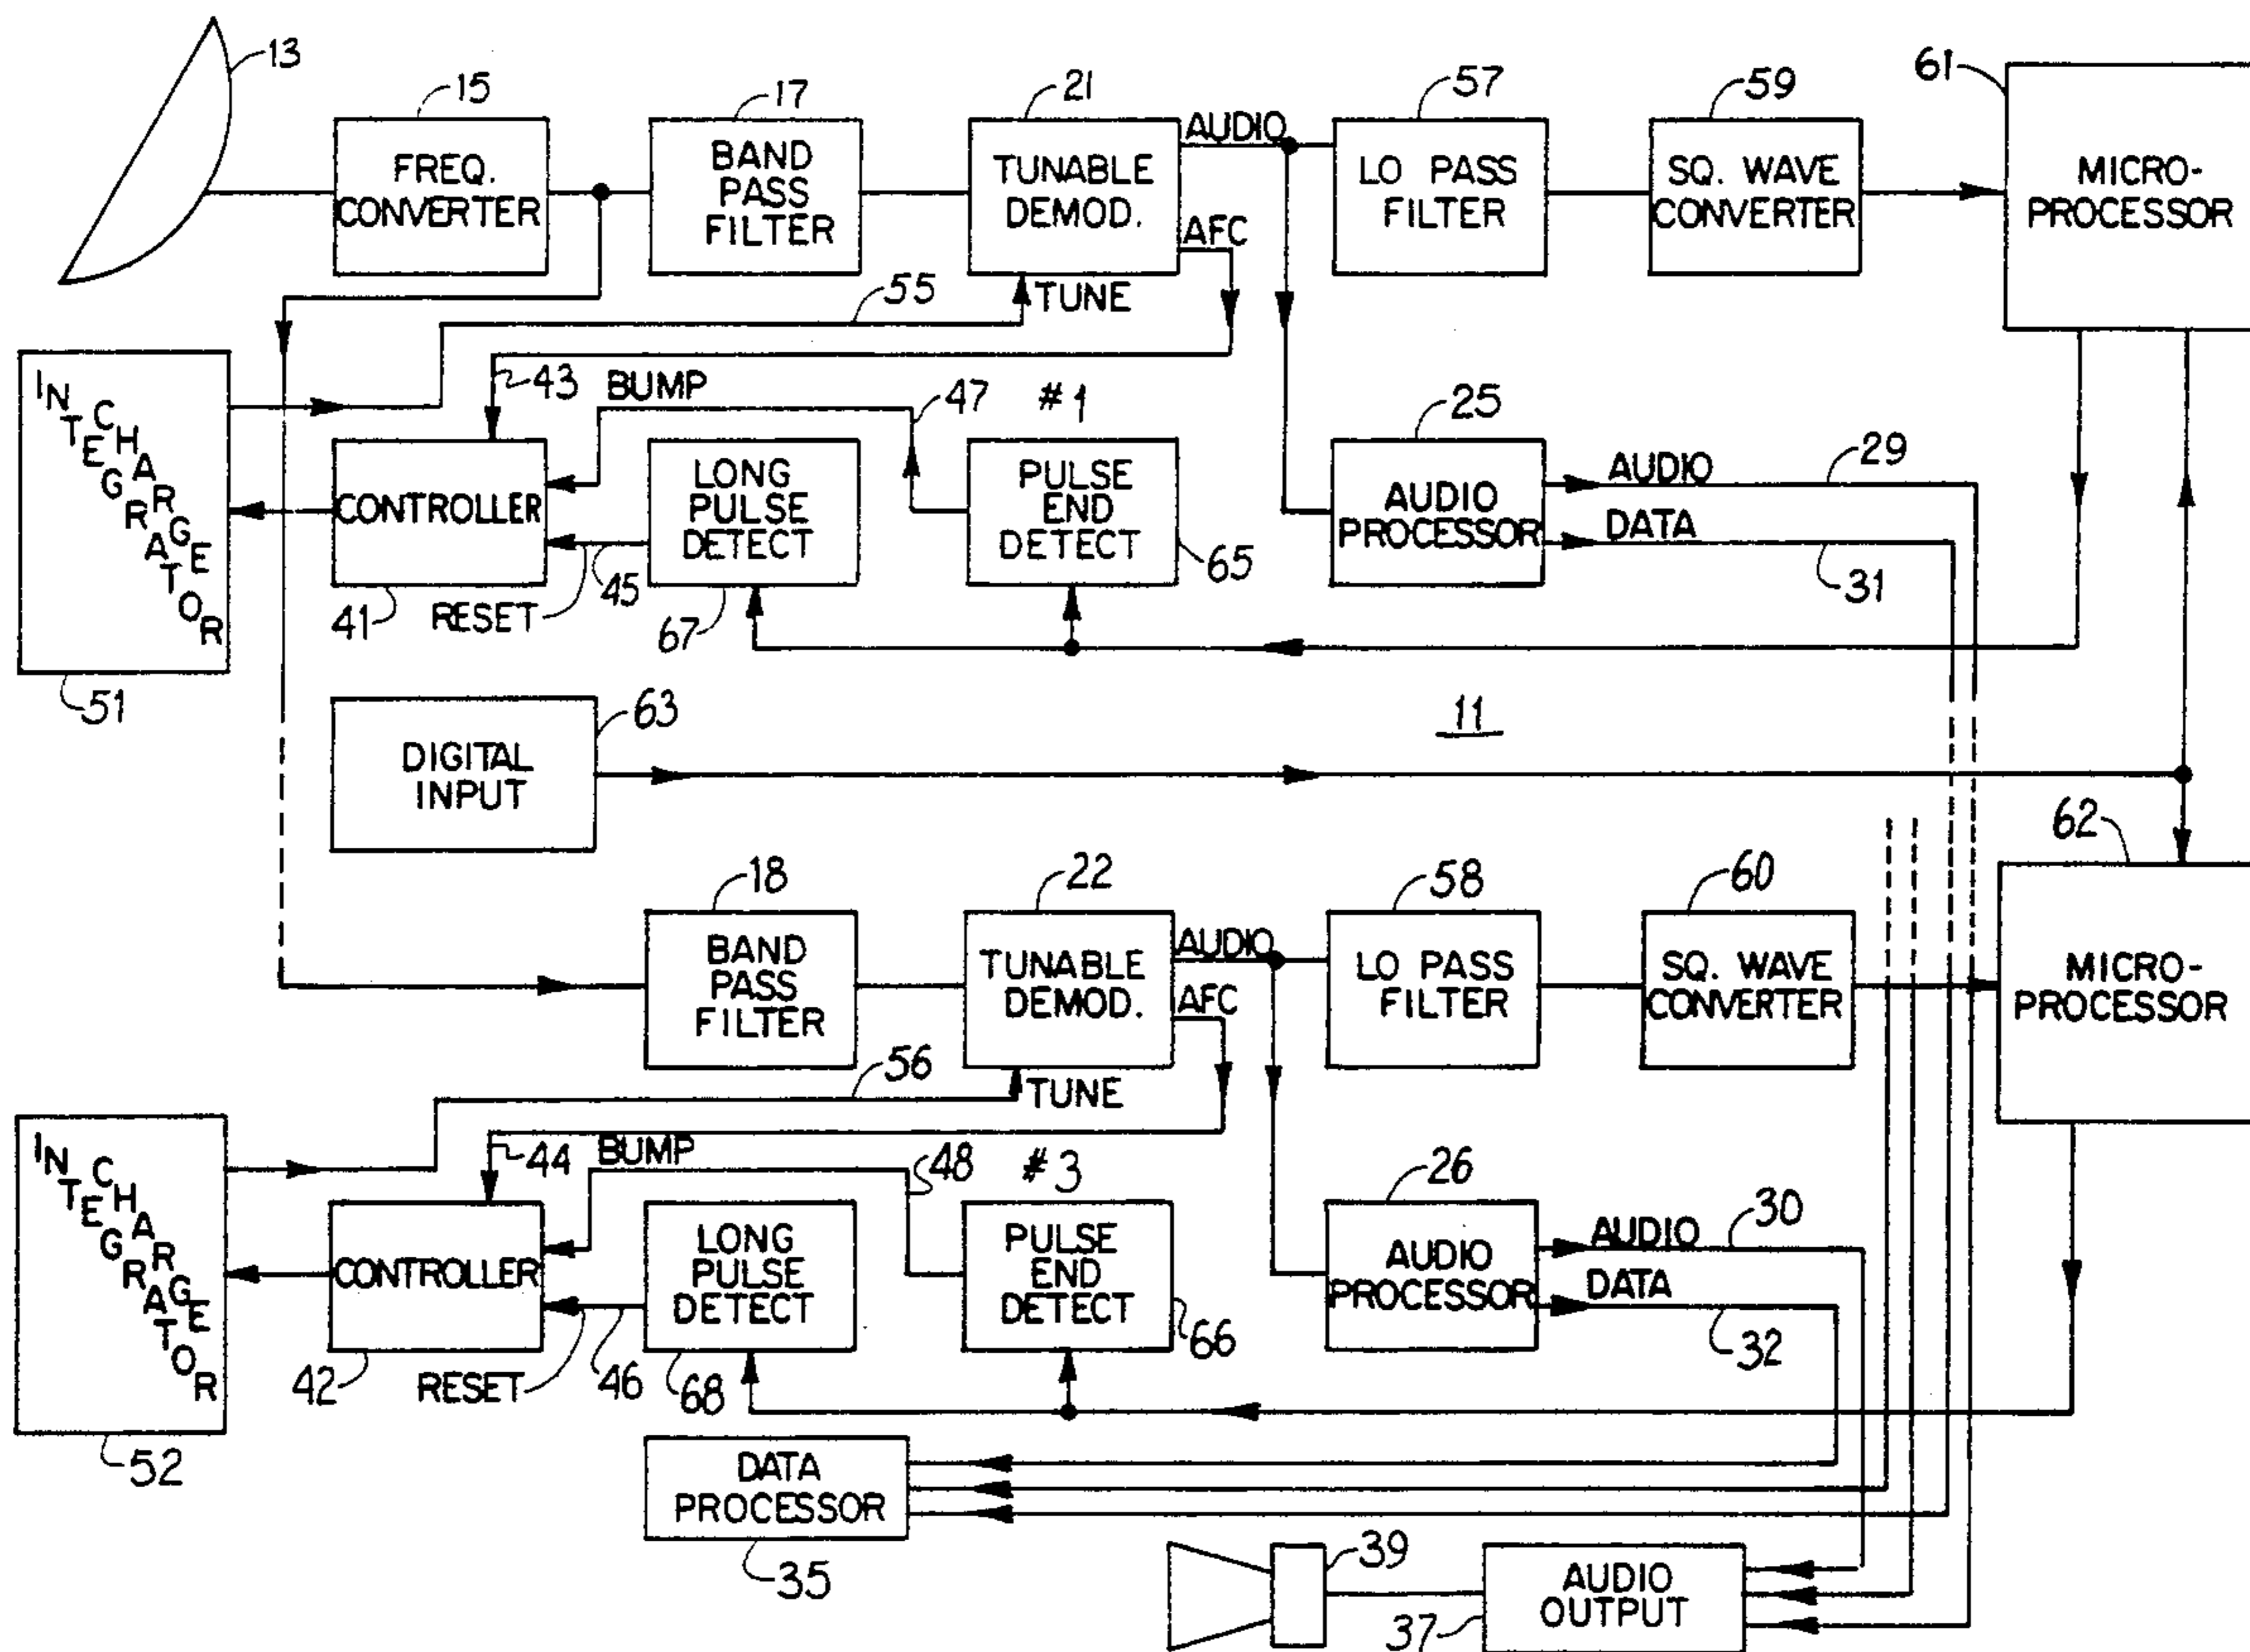 13
15
17
21
57
59
61
FREQ.
CONVERTER
BAND
PASS
FILTER
TUNABLE
DEMOD.
AUDIO
AFC
TUNE
LO PASS
FILTER
SQ. WAVE
CONVERTER
MICRO-
PROCESSOR
55
43
BUMP
47
#1
25
CHARGE
INTEGRATOR
51
CONTROLLER
41
RESET
45
LONG
PULSE
DETECT
67
PULSE
END
DETECT
65
AUDIO
PROCESSOR
AUDIO
29
DATA
31
DIGITAL
INPUT
63
11
62
18
22
58
60
BAND
PASS
FILTER
TUNABLE
DEMOD.
AUDIO
AFC
TUNE
LO PASS
FILTER
SQ. WAVE
CONVERTER
MICRO-
PROCESSOR
56
44
BUMP
48
#3
26
CHARGE
INTEGRATOR
52
CONTROLLER
42
RESET
46
LONG
PULSE
DETECT
68
PULSE
END
DETECT
66
AUDIO
PROCESSOR
AUDIO
30
DATA
32
DATA
PROCESSOR
35
39
AUDIO
OUTPUT
37